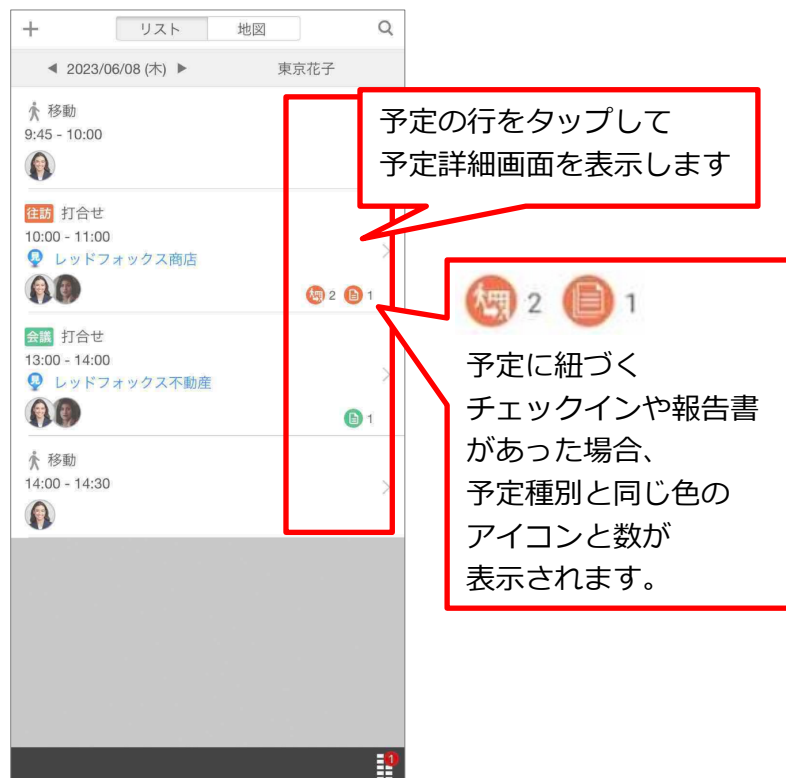 リスト 地図
◀ 2023/06/08 (木) ▶ 東京花子
移動
9:45 - 10:00
往訪 打合せ
10:00 - 11:00
見 レッドフォックス商店
2 1
会議 打合せ
13:00 - 14:00
見 レッドフォックス不動産
1
移動
14:00 - 14:30
1
予定の行をタップして
予定詳細画面を表示します
2 1
予定に紐づく
チェックインや報告書
があった場合、
予定種別と同じ色の
アイコンと数が
表示されます。